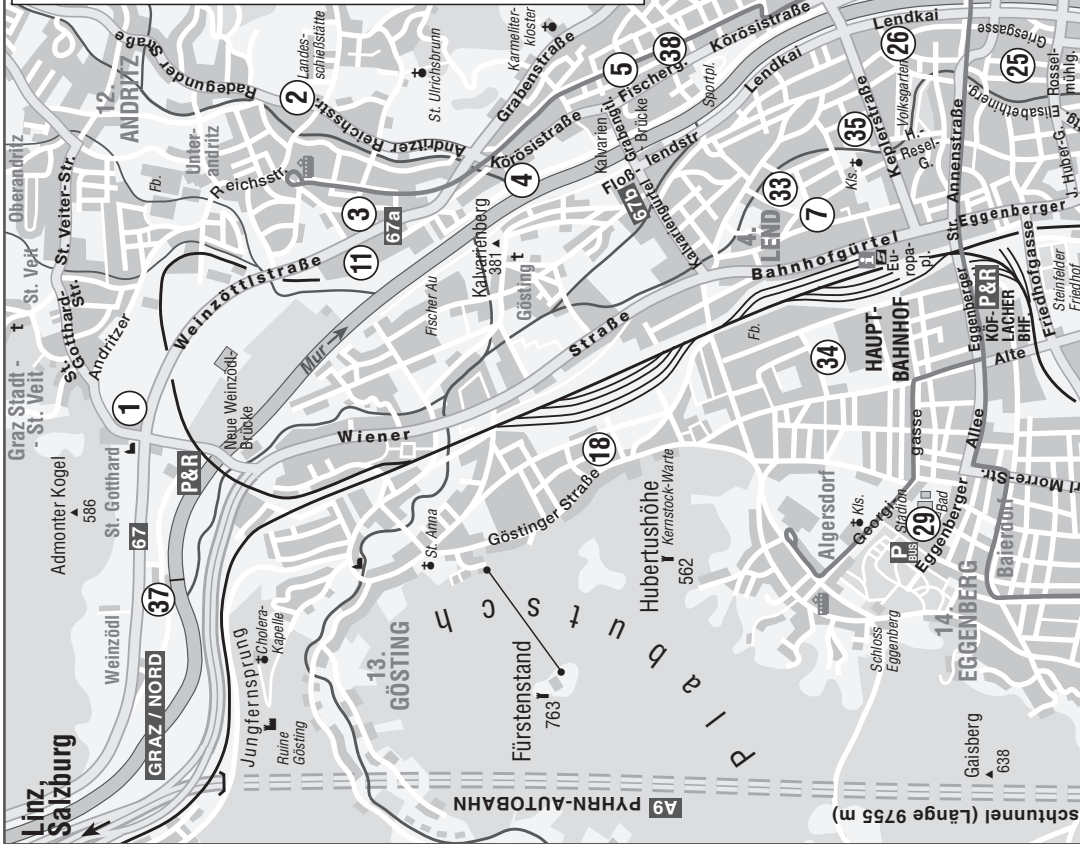 Linz,
Salzburg
GRAZ / NORD
37
Weinzödl
67
Admonter Kogel
586
St. Gotthard
P&R
1
Graz Stadt -
- St. Veit
St. Veit
Oberandritz
St. Gotthard-
Str.
St. Veiter-Str.
Andritzer
Reichsstr.
Weinzöttlstraße
Neue Weinzödl-
Brücke
Mur
12.
ANDRITZ
Unter-
andritz
Fb.
Radegunder Straße
2
Landes-
schießstätte
Andritzer Reichsstr.
St. Ulrichsbrunn
Karmeliter-
kloster
Grabenstraße
3
67a
11
4
Körösistraße
5
38
Fischerg.
Körösistraße
Kalvarien-
Brücke
Grabengürt.
Floß-
lendstr.
67b
Kalvariengürtel
Sportpl.
Lendkai
Lendkai
26
Griesgasse
25
Volksgarten
Elisabethinerg.
Rossel-
mühlg.
35
Keplerstraße
Kls.
Resel-
G.
Annenstraße
J.-Huber-G.
33
7
4.
LEND
Bahnhofgürtel
Eu-
ropa-
pl.
Eggenberger
Str.
Kalvarienberg
381
Gösting
Fischer Au
Wiener
Straße
Fb.
34
HAUPT-
BAHNHOF
Eggenberger
P&R
KÖF-
LACHER
BHF
Friedhofgasse
Steinfelder
Friedhof
Alte
18
Göstinger Straße
St. Anna
Hubertushöhe
Kernstock-Warte
562
Algersdorf
Kls.
Georgi-
gasse
Stadion
Bad
29
P
BUS
Eggenberger
Allee
Baierdorf
14.
EGGENBERG
Schloss
Eggenberg
Jungfernsprung
Cholera-
Kapelle
Ruine
Gösting
13.
GÖSTING
Fürstenstand
763
Plabutsch
Gaisberg
638
A9 PYHRN-AUTOBAHN
schtunnel (Länge 9755 m)